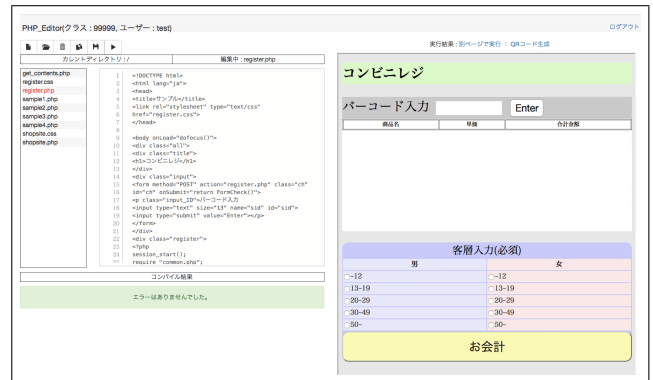 PHP_Editor(クラス : 99999, ユーザー : test)
ログアウト
カレントディレクトリ : /
編集中 : register.php
get_contents.php
register.css
register.php
sample1.php
sample2.php
sample3.php
sample4.php
shopsite.css
shopsite.php
1 <!DOCTYPE html>
2 <html lang="ja">
3 <head>
4 <title>サンプル</title>
5 <link rel="stylesheet" type="text/css"
6 href="register.css">
7 </head>
8
9 <body onLoad="dofocus()">
10 <div class="all">
11 <div class="title">
12 <h1>コンビニレジ</h1>
13 </div>
14 <div class="input">
15 <form method="POST" action="register.php" class="ch"
16 id="ch" onSubmit="return FormCheck()">
17 <p class="input_ID">バーコード入力
18 <input type="text" size="13" name="sid" id="sid">
19 <input type="submit" value="Enter"></p>
20 </form>
21 </div>
22 <div class="register">
23 <?php
24 session_start();
25 require "common.php";
コンパイル結果
エラーはありませんでした。
実行結果 : 別ページで実行 : QRコード生成
コンビニレジ
バーコード入力 Enter
商品名 単価 合計金額
客層入力(必須)
男 女
~12 ~12
13~19 13~19
20~29 20~29
30~49 30~49
50~ 50~
お会計